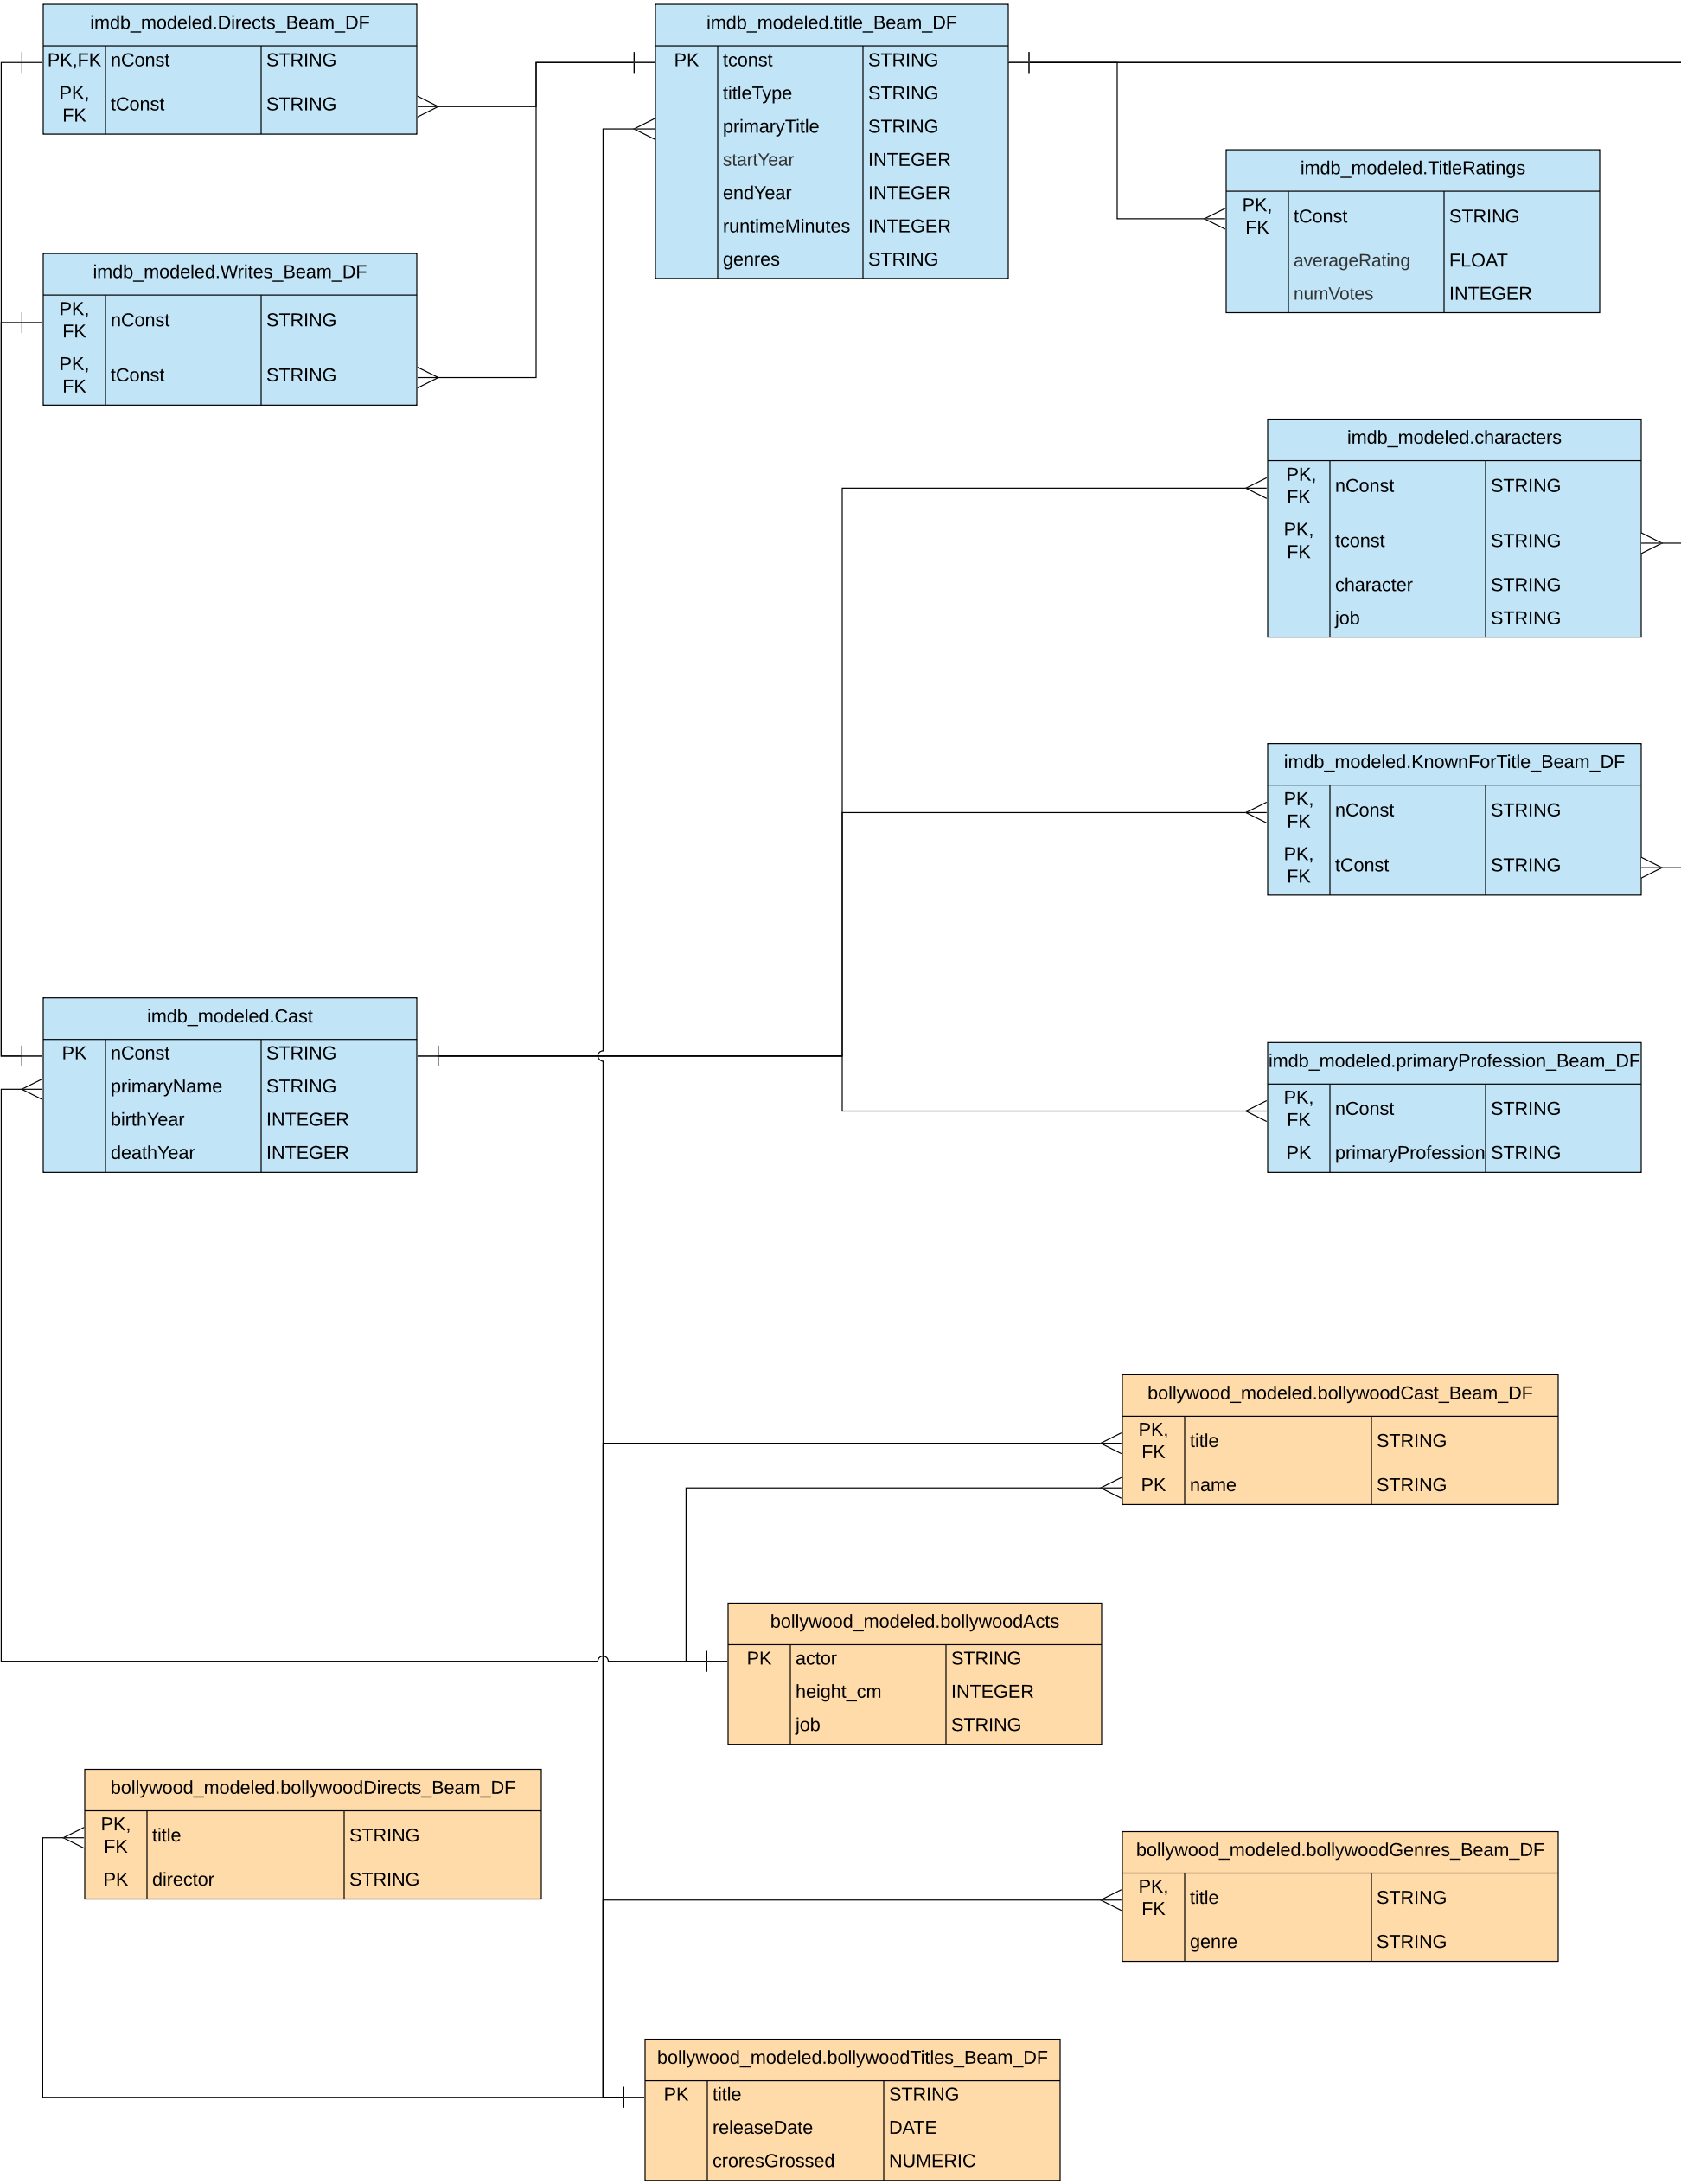 imdb_modeled.Directs_Beam_DF
PK,FK nConst STRING
PK,
FK tConst STRING
imdb_modeled.title_Beam_DF
PK tconst STRING
titleType STRING
primaryTitle STRING
startYear INTEGER
endYear INTEGER
runtimeMinutes INTEGER
genres STRING
imdb_modeled.TitleRatings
PK,
FK tConst STRING
averageRating FLOAT
numVotes INTEGER
imdb_modeled.Writes_Beam_DF
PK,
FK nConst STRING
PK,
FK tConst STRING
imdb_modeled.characters
PK,
FK nConst STRING
PK,
FK tconst STRING
character STRING
job STRING
imdb_modeled.KnownForTitle_Beam_DF
PK,
FK nConst STRING
PK,
FK tConst STRING
imdb_modeled.Cast
PK nConst STRING
primaryName STRING
birthYear INTEGER
deathYear INTEGER
imdb_modeled.primaryProfession_Beam_DF
PK,
FK nConst STRING
PK primaryProfession STRING
bollywood_modeled.bollywoodCast_Beam_DF
PK,
FK title STRING
PK name STRING
bollywood_modeled.bollywoodActs
PK actor STRING
height_cm INTEGER
job STRING
bollywood_modeled.bollywoodDirects_Beam_DF
PK,
FK title STRING
PK director STRING
bollywood_modeled.bollywoodGenres_Beam_DF
PK,
FK title STRING
genre STRING
bollywood_modeled.bollywoodTitles_Beam_DF
PK title STRING
releaseDate DATE
croresGrossed NUMERIC